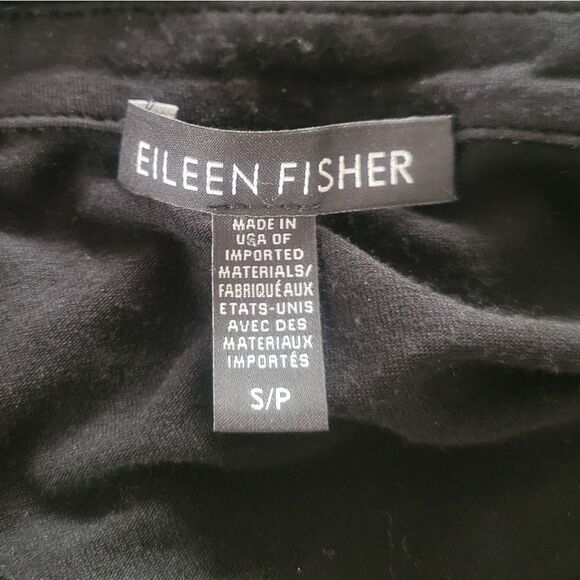 EILEEN FISHER
MADE IN
USA OF
IMPORTED
MATERIALS/
FABRIQUÉ AUX
ETATS-UNIS
AVEC DES
MATERIAUX
IMPORTÉS
S/P